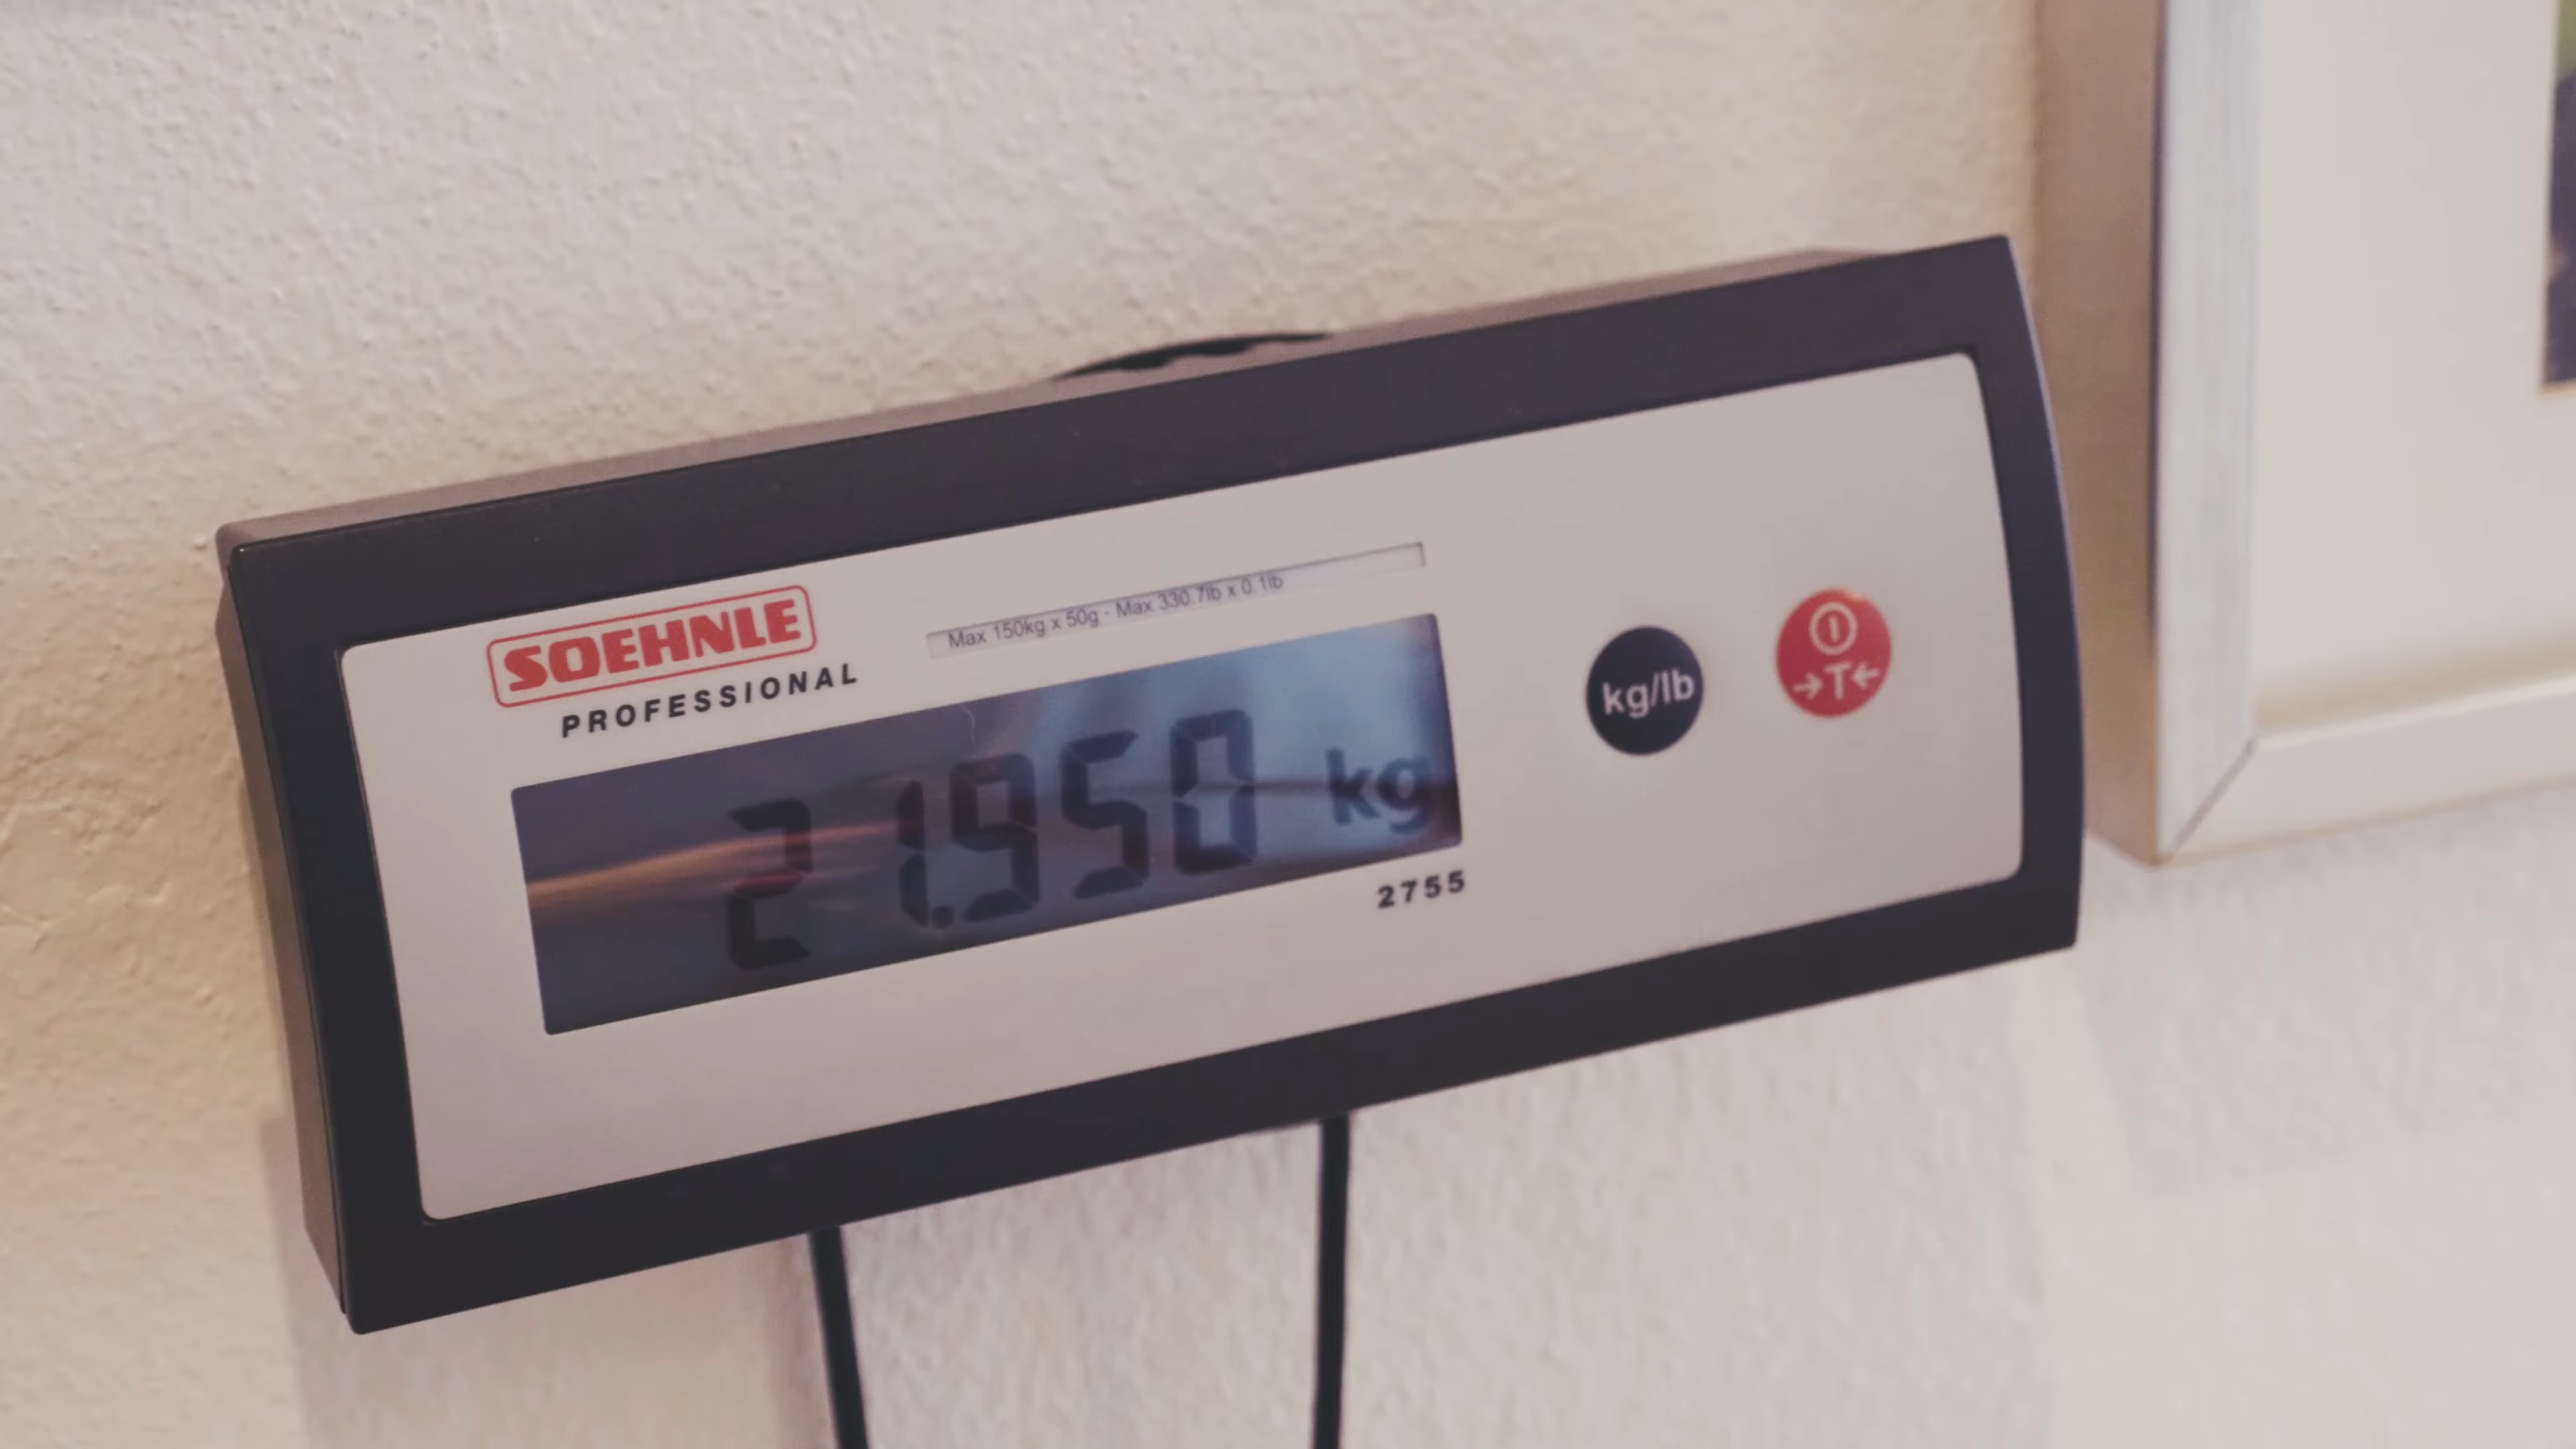 SOEHNLE
PROFESSIONAL
Max 150kg x 50g · Max 330.7lb x 0.1lb
21.950 kg
2755
kg/lb
→T←